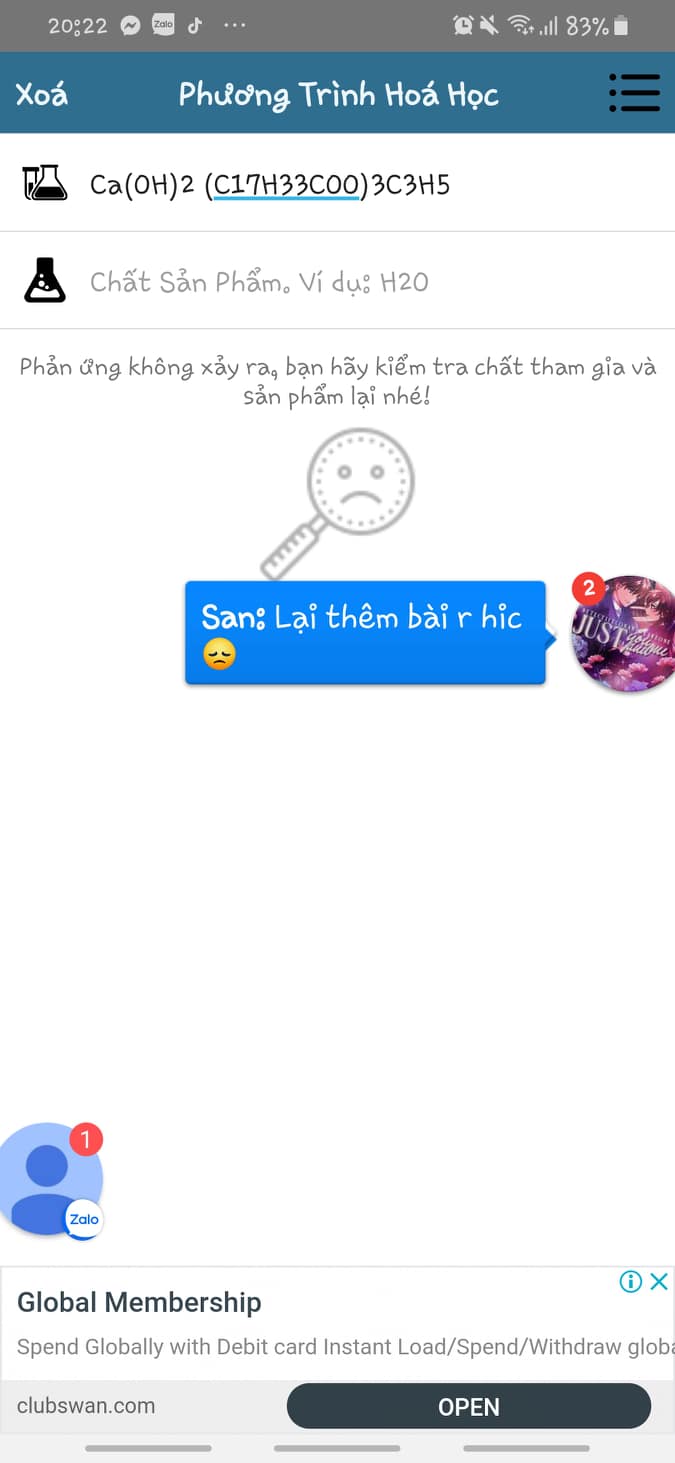 20:22 Zalo ... 83%
Xoá Phương Trình Hoá Học
Ca(OH)2 (C17H33COO)3C3H5
Chất Sản Phẩm. Ví dụ: H2O
Phản ứng không xảy ra, bạn hãy kiểm tra chất tham gia và
sản phẩm lại nhé!
San: Lại thêm bài r hic
2
JUST
1
Zalo
Global Membership
Spend Globally with Debit card Instant Load/Spend/Withdraw globa
clubswan.com OPEN